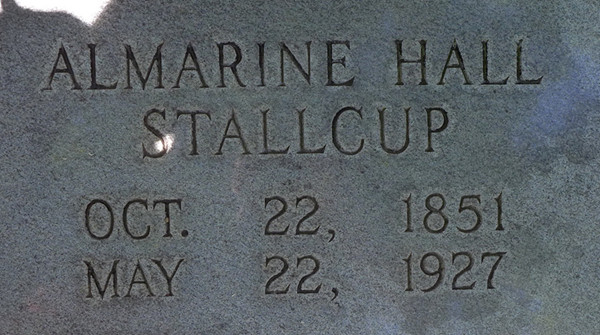 ALMARINE HALL
STALLCUP
OCT. 22, 1851
MAY 22, 1927